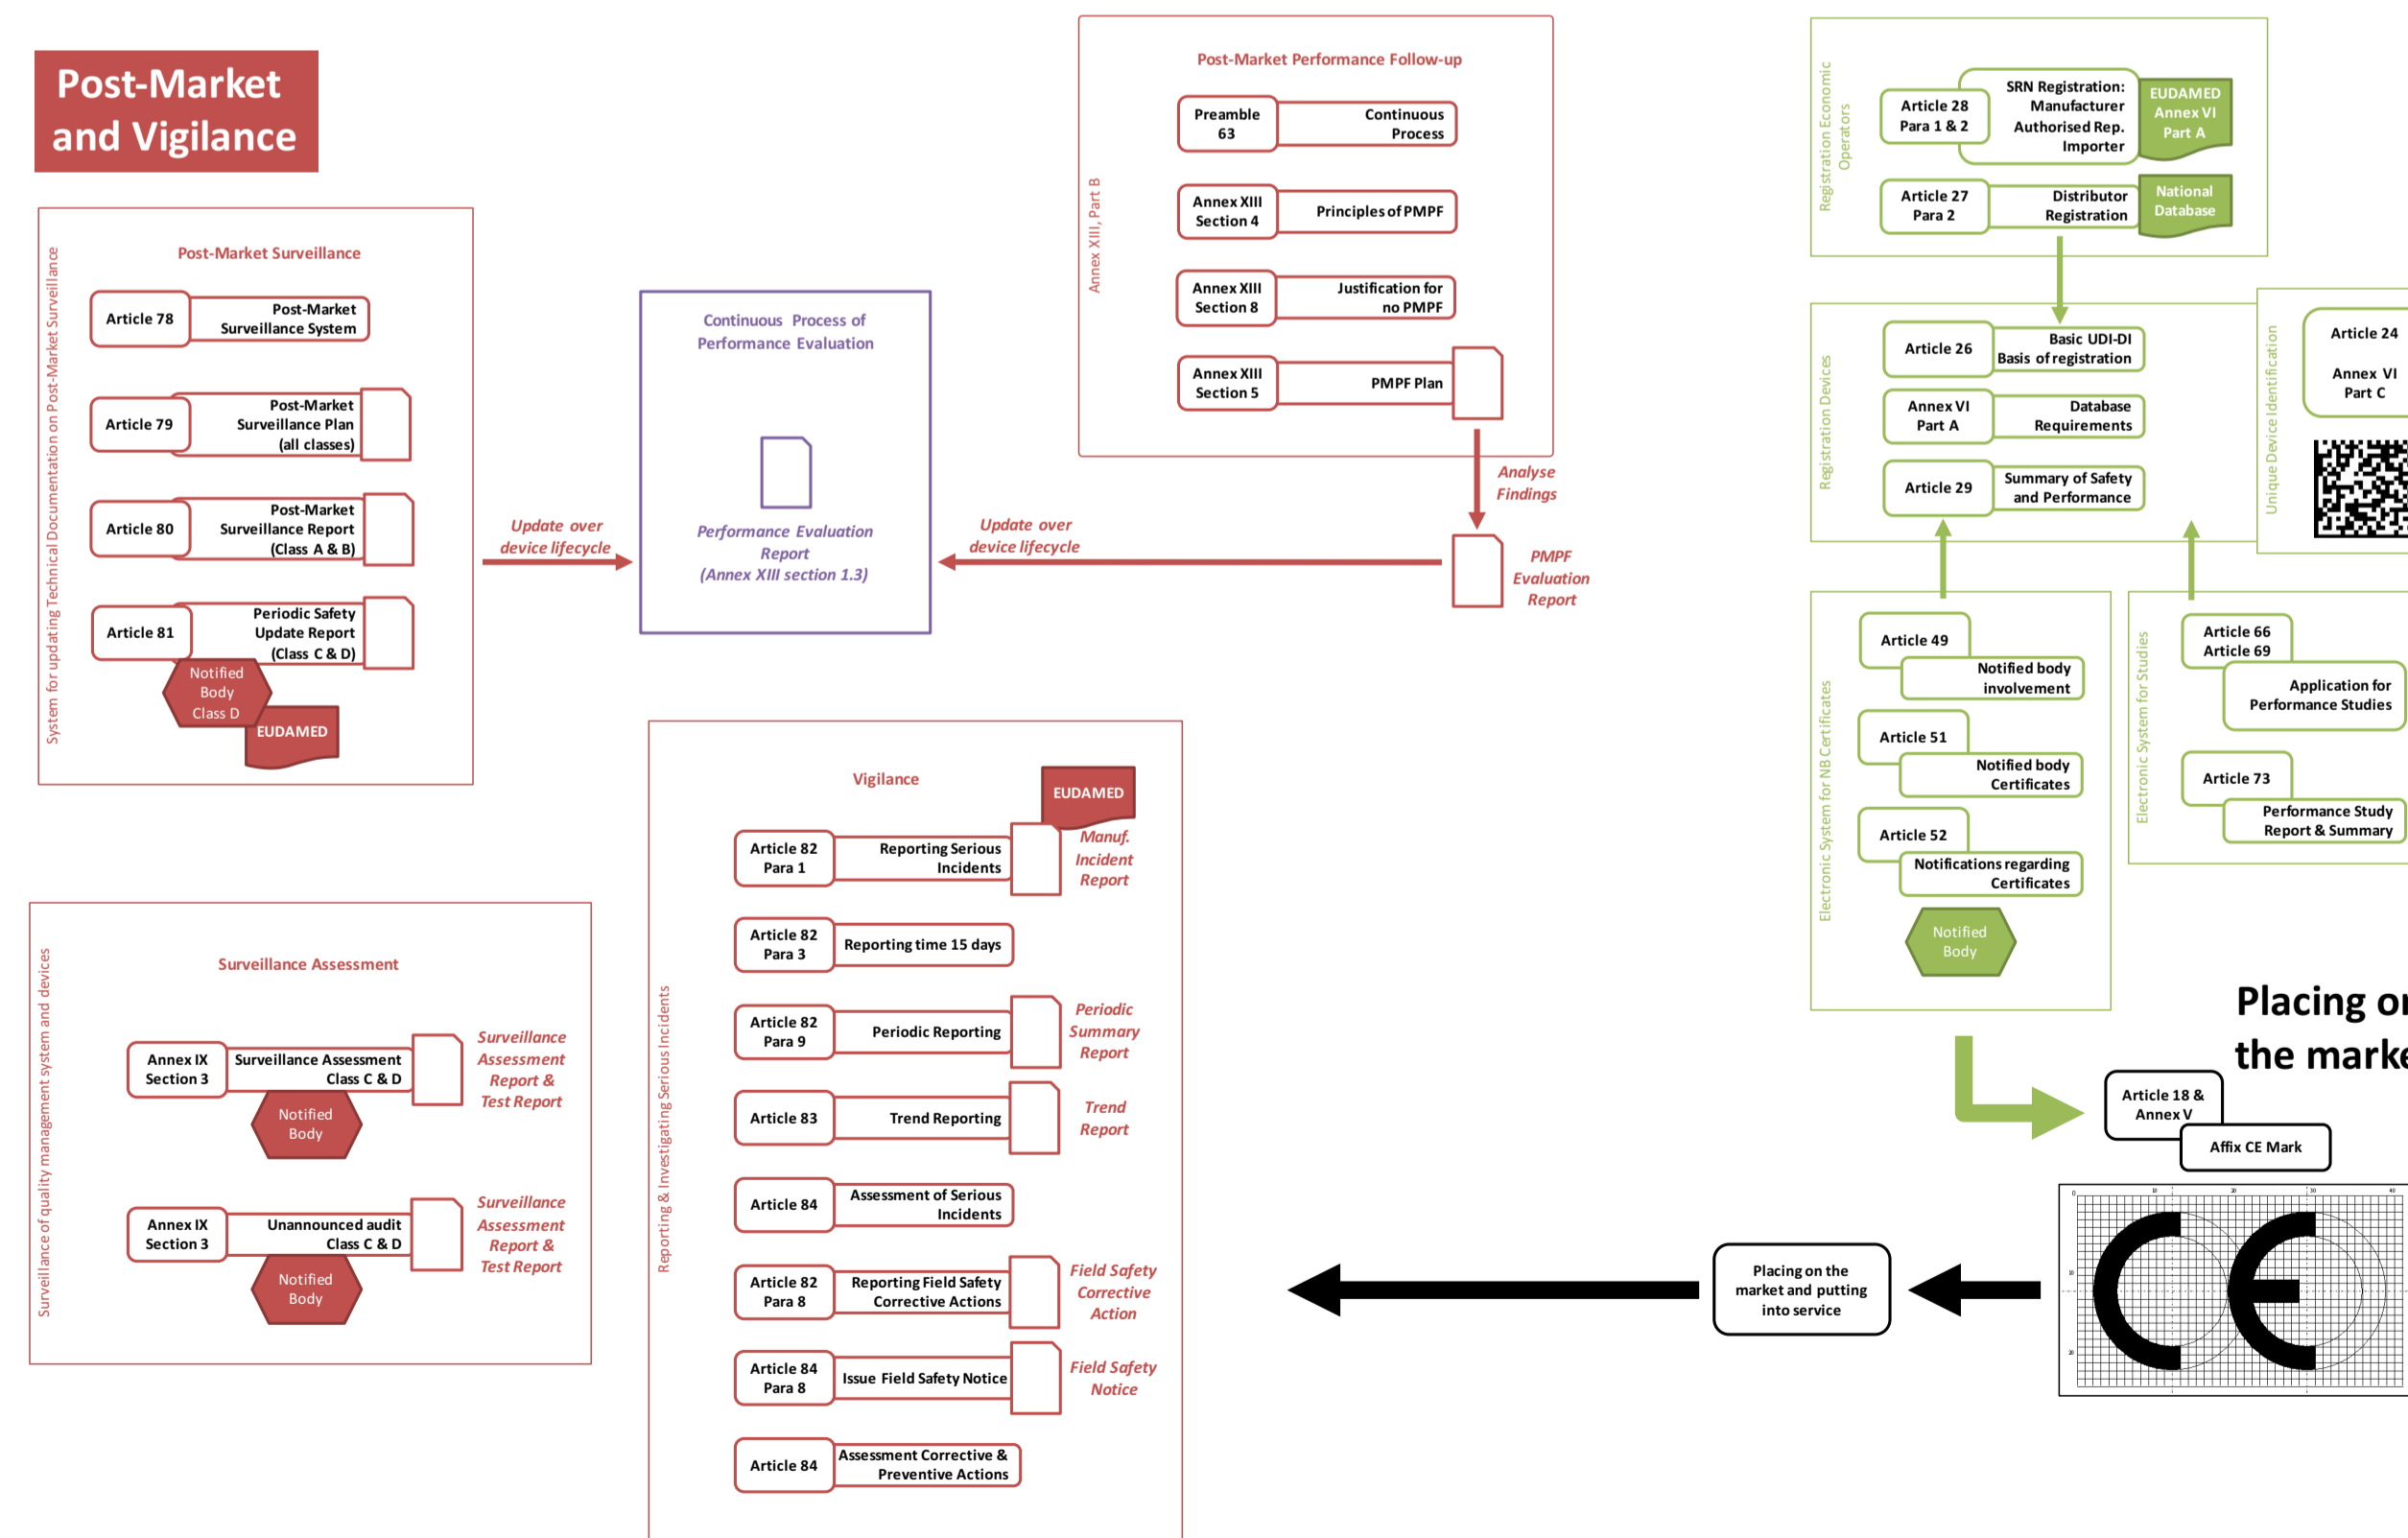 Post-Market
and Vigilance
System for updating Technical Documentation on Post-Market Surveillance
Post-Market Surveillance
Article 78
Post-Market
Surveillance System
Article 79
Post-Market
Surveillance Plan
(all classes)
Article 80
Post-Market
Surveillance Report
(Class A & B)
Article 81
Periodic Safety
Update Report
(Class C & D)
Notified
Body
Class D
EUDAMED
Update over
device lifecycle
Continuous Process of
Performance Evaluation
Performance Evaluation
Report
(Annex XIII section 1.3)
Update over
device lifecycle
Annex XIII, Part B
Post-Market Performance Follow-up
Preamble
63
Continuous
Process
Annex XIII
Section 4
Principles of PMPF
Annex XIII
Section 8
Justification for
no PMPF
Annex XIII
Section 5
PMPF Plan
Analyse
Findings
PMPF
Evaluation
Report
Surveillance of quality management system and devices
Surveillance Assessment
Annex IX
Section 3
Surveillance Assessment
Class C & D
Notified
Body
Surveillance
Assessment
Report &
Test Report
Annex IX
Section 3
Unannounced audit
Class C & D
Notified
Body
Surveillance
Assessment
Report &
Test Report
Reporting & Investigating Serious Incidents
Vigilance
EUDAMED
Article 82
Para 1
Reporting Serious
Incidents
Manuf.
Incident
Report
Article 82
Para 3
Reporting time 15 days
Article 82
Para 9
Periodic Reporting
Periodic
Summary
Report
Article 83
Trend Reporting
Trend
Report
Article 84
Assessment of Serious
Incidents
Article 82
Para 8
Reporting Field Safety
Corrective Actions
Field Safety
Corrective
Action
Article 84
Para 8
Issue Field Safety Notice
Field Safety
Notice
Article 84
Assessment Corrective &
Preventive Actions
Registration Economic
Operators
Article 28
Para 1 & 2
SRN Registration:
Manufacturer
Authorised Rep.
Importer
EUDAMED
Annex VI
Part A
Article 27
Para 2
Distributor
Registration
National
Database
Registration Devices
Article 26
Basic UDI-DI
Basis of registration
Annex VI
Part A
Database
Requirements
Article 29
Summary of Safety
and Performance
Unique Device Identification
Article 24
Annex VI
Part C
Electronic System for NB Certificates
Article 49
Notified body
involvement
Article 51
Notified body
Certificates
Article 52
Notifications regarding
Certificates
Notified
Body
Electronic System for Studies
Article 66
Article 69
Application for
Performance Studies
Article 73
Performance Study
Report & Summary
Placing on
the marke
Article 18 &
Annex V
Affix CE Mark
0 10 20 30 40
10
20
CE
Placing on the
market and putting
into service